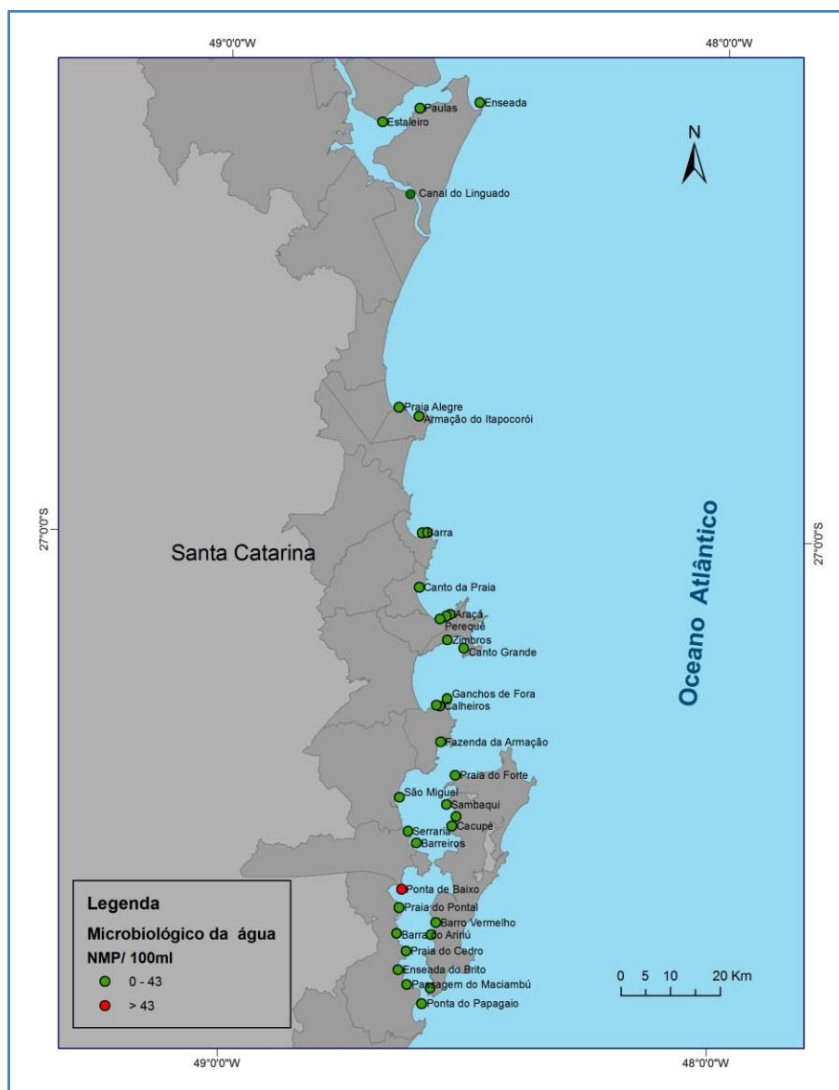 49°0'0"W
48°0'0"W
Enseada
Paulas
Estaleiro
N
Canal do Linguado
Praia Alegre
Armação do Itapocorói
27°0'0"S
Barra
27°0'0"S
Santa Catarina
Canto da Praia
Araçá
Perequê
Zimbros
Canto Grande
Oceano Atlântico
Ganchos de Fora
Calheiros
Fazenda da Armação
Praia do Forte
São Miguel
Sambaqui
Cacupé
Serraria
Barreiros
Ponta de Baixo
Praia do Pontal
Barro Vermelho
Barra do Aririú
Praia do Cedro
Enseada do Brito
Passagem do Maciambú
Ponta do Papagaio
Legenda
Microbiológico da água
NMP/ 100ml
0 - 43
> 43
0 5 10 20 Km
49°0'0"W
48°0'0"W